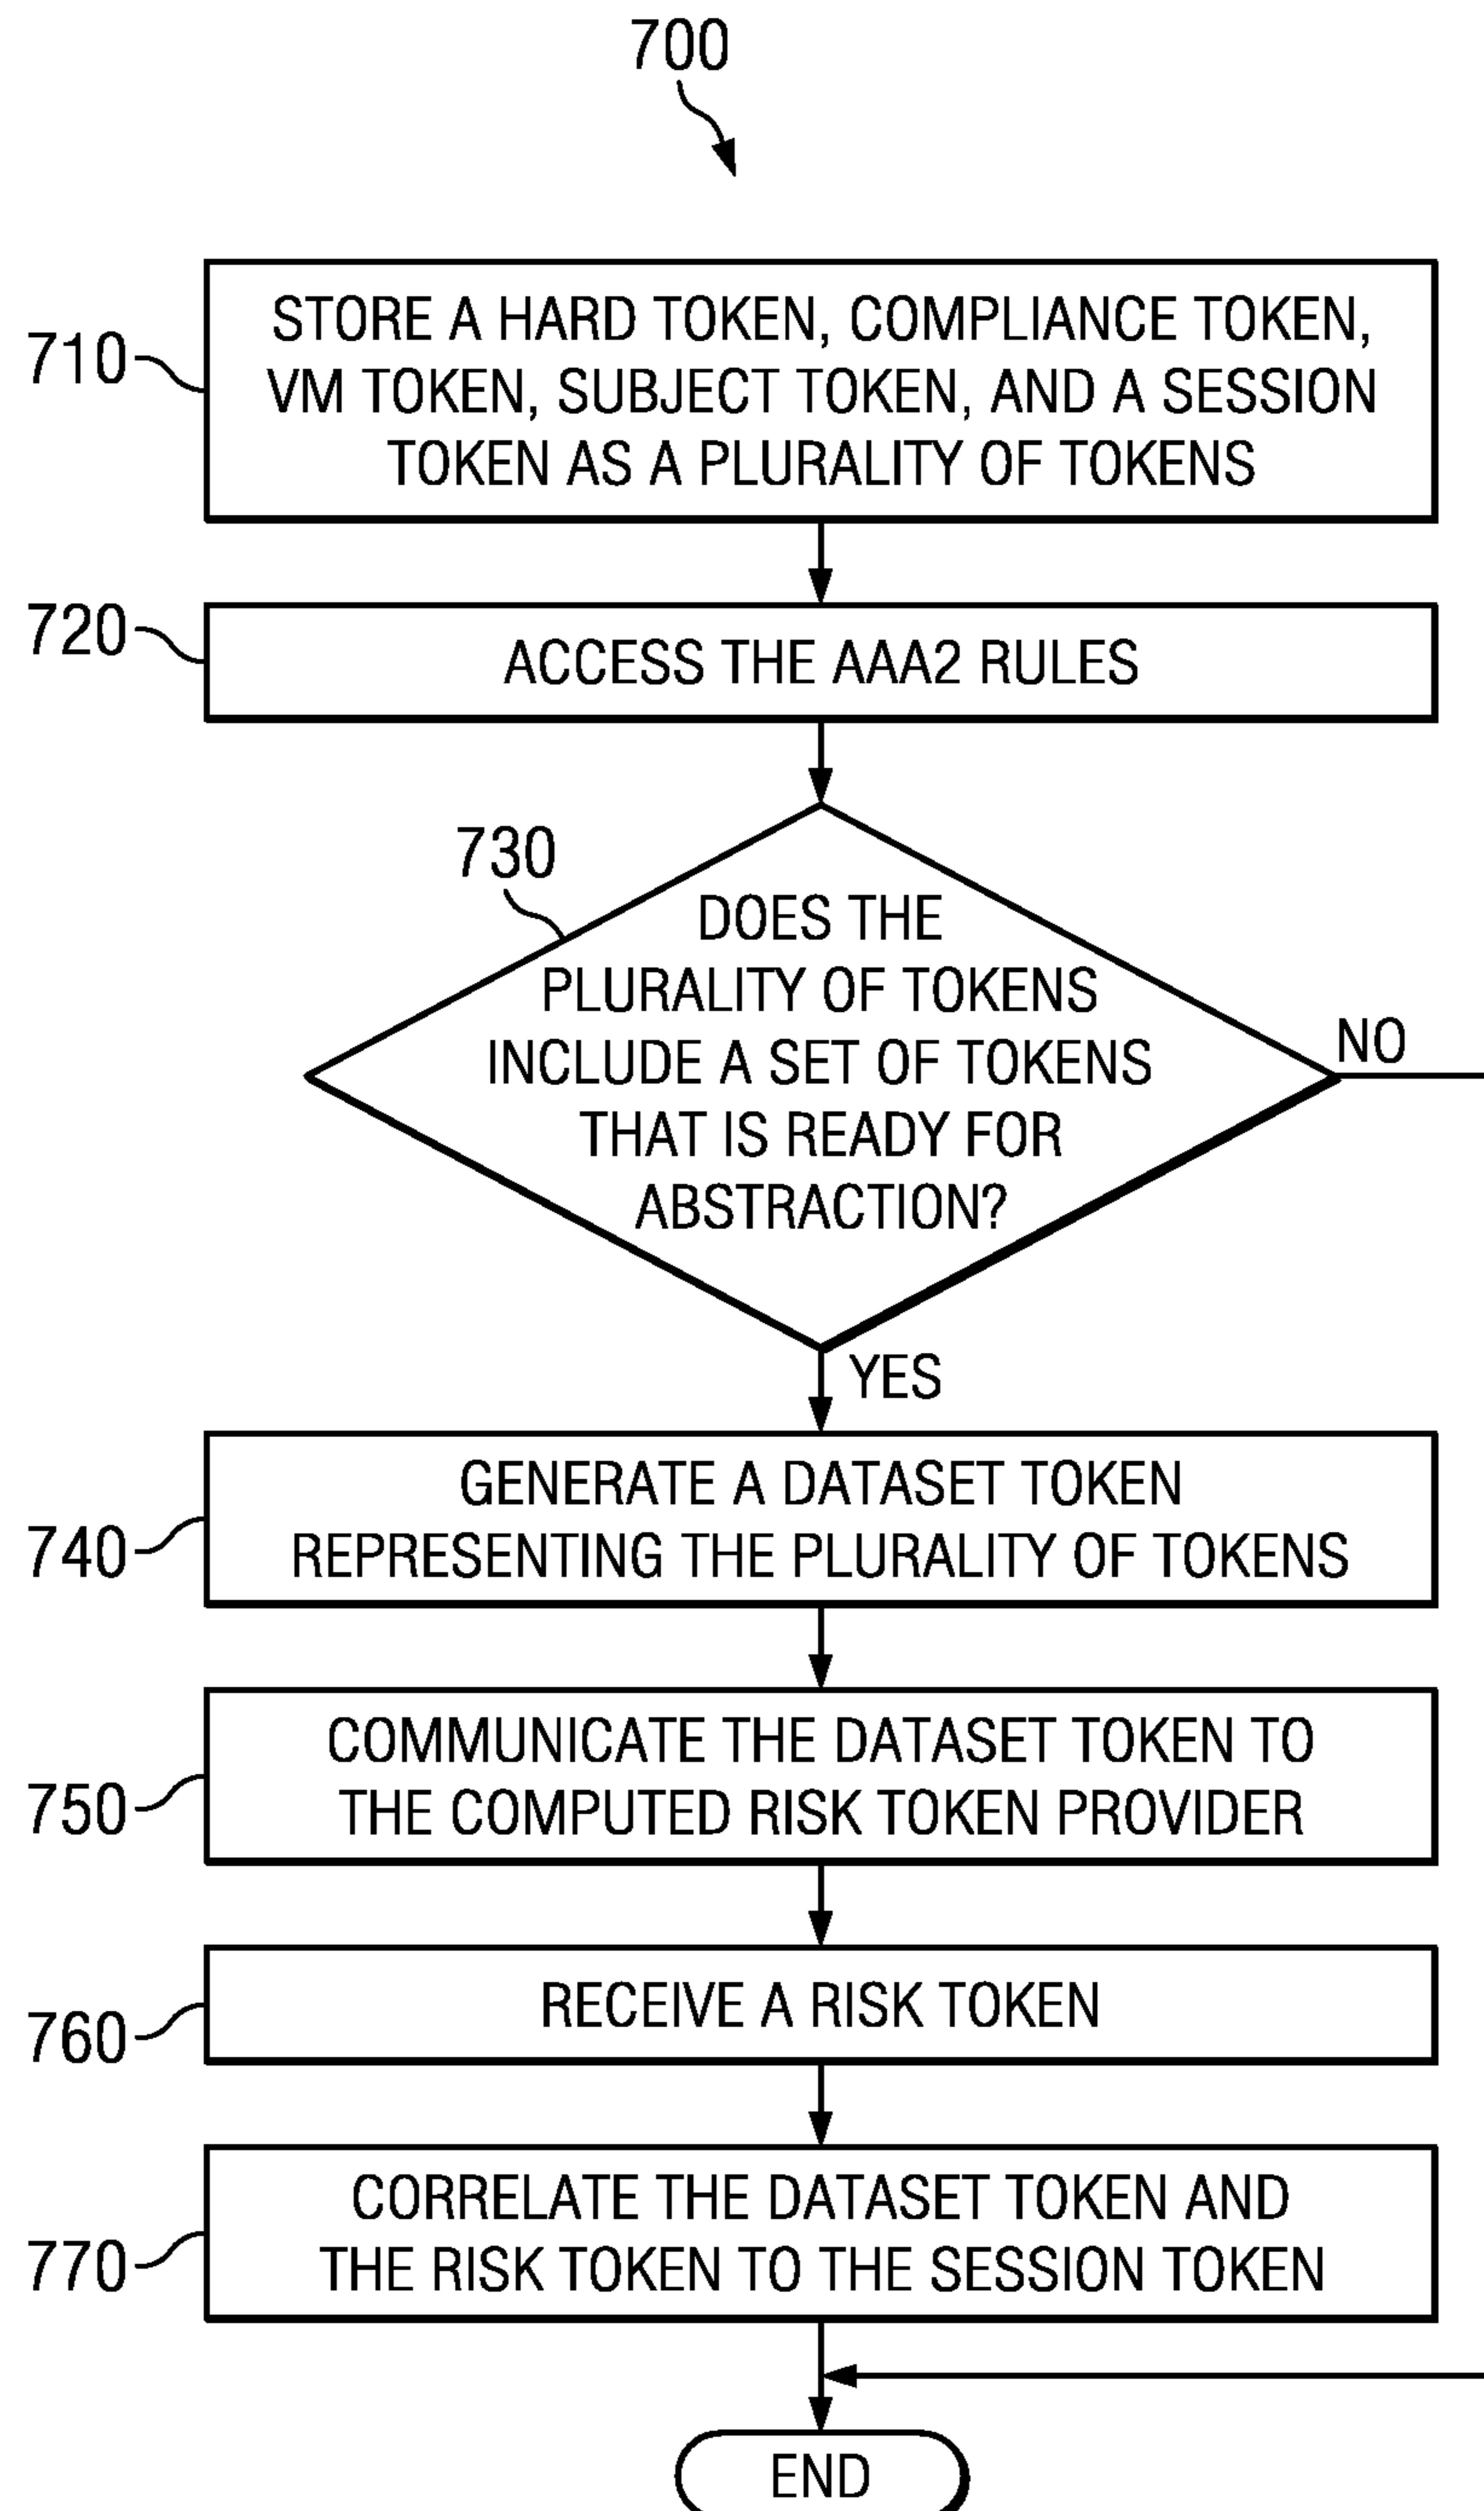 700
710
STORE A HARD TOKEN, COMPLIANCE TOKEN,
VM TOKEN, SUBJECT TOKEN, AND A SESSION
TOKEN AS A PLURALITY OF TOKENS
720
ACCESS THE AAA2 RULES
730
DOES THE
PLURALITY OF TOKENS
INCLUDE A SET OF TOKENS
THAT IS READY FOR
ABSTRACTION?
NO
YES
740
GENERATE A DATASET TOKEN
REPRESENTING THE PLURALITY OF TOKENS
750
COMMUNICATE THE DATASET TOKEN TO
THE COMPUTED RISK TOKEN PROVIDER
760
RECEIVE A RISK TOKEN
770
CORRELATE THE DATASET TOKEN AND
THE RISK TOKEN TO THE SESSION TOKEN
END